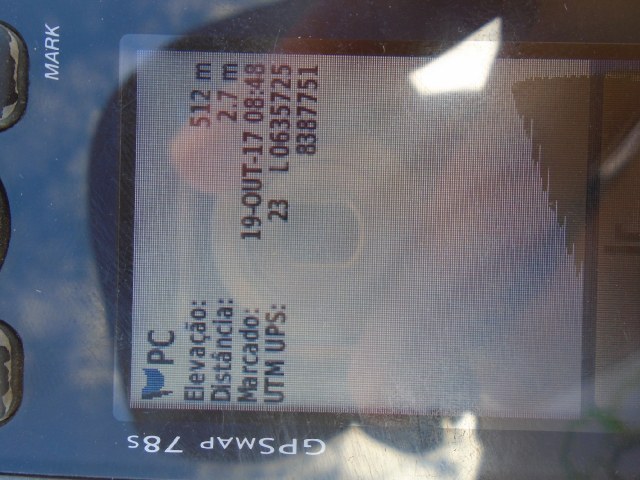 MARK
PC
Elevação: 512 m
Distância: 2.7 m
Marcado: 19-OUT-17 08:48
UTM UPS: 23 L 0635725
8387751
GPSMAP 78s